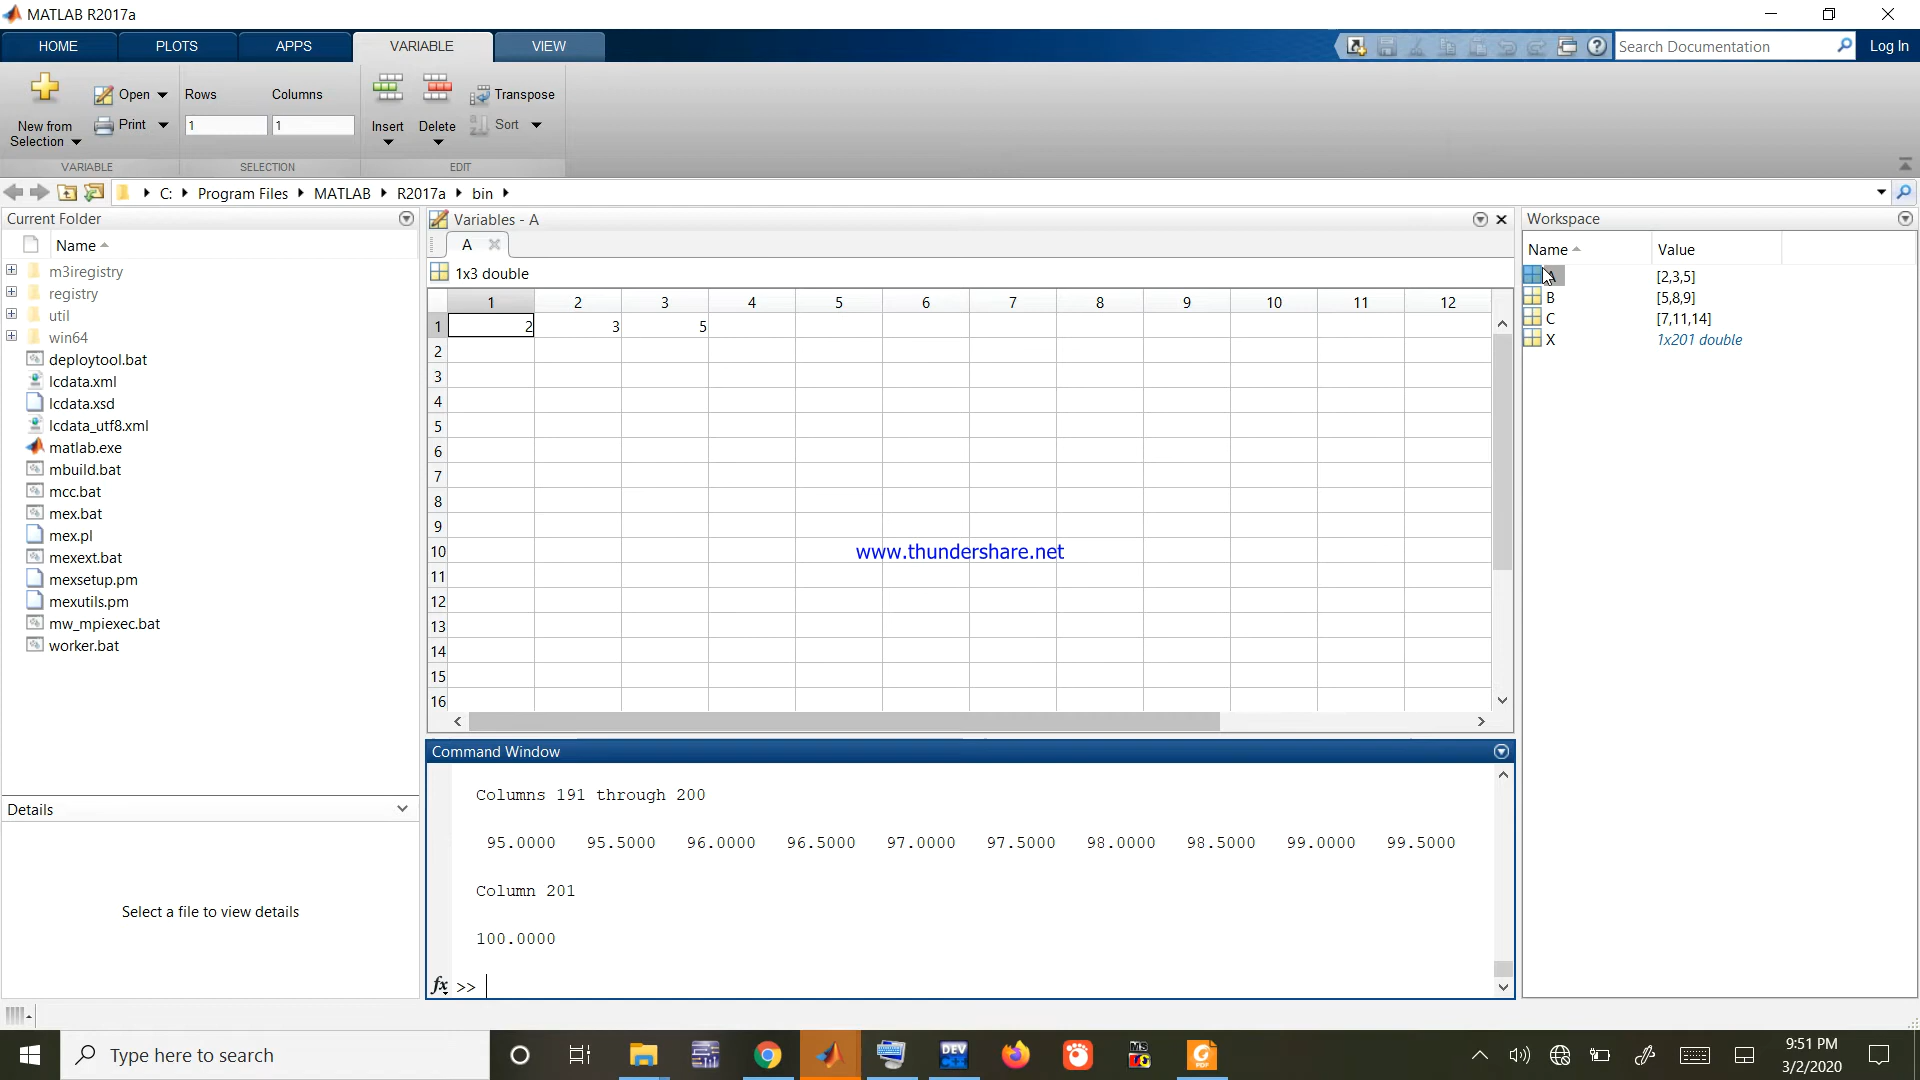 MATLAB R2017a
HOME PLOTS APPS VARIABLE VIEW
Search Documentation Log In
New from Selection
Open
Print
VARIABLE
Rows Columns
1 1
SELECTION
Insert Delete Transpose
Sort
EDIT
C: Program Files MATLAB R2017a bin
Current Folder
Name
m3iregistry
registry
util
win64
deploytool.bat
lcdata.xml
lcdata.xsd
lcdata_utf8.xml
matlab.exe
mbuild.bat
mcc.bat
mex.bat
mex.pl
mexext.bat
mexsetup.pm
mexutils.pm
mw_mpiexec.bat
worker.bat
Details
Select a file to view details
Variables - A
A
1x3 double
1 2 3 4 5 6 7 8 9 10 11 12
1 2 3 5
2
3
4
5
6
7
8
9
10
11
12
13
14
15
16
www.thundershare.net
Command Window
Columns 191 through 200
95.0000 95.5000 96.0000 96.5000 97.0000 97.5000 98.0000 98.5000 99.0000 99.5000
Column 201
100.0000
fx >>
Workspace
Name Value
A [2,3,5]
B [5,8,9]
C [7,11,14]
X 1x201 double
Type here to search
DEV C++
MS
PDF
9:51 PM
3/2/2020